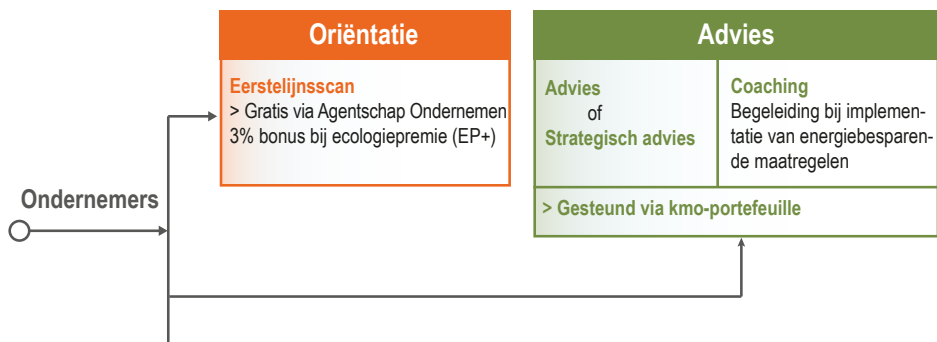 Oriëntatie
Eerstelijnsscan
> Gratis via Agentschap Ondernemen
3% bonus bij ecologiepremie (EP+)
Advies
Advies
of
Strategisch advies
Coaching
Begeleiding bij implemen-
tatie van energiebesparen-
de maatregelen
> Gesteund via kmo-portefeuille
Ondernemers